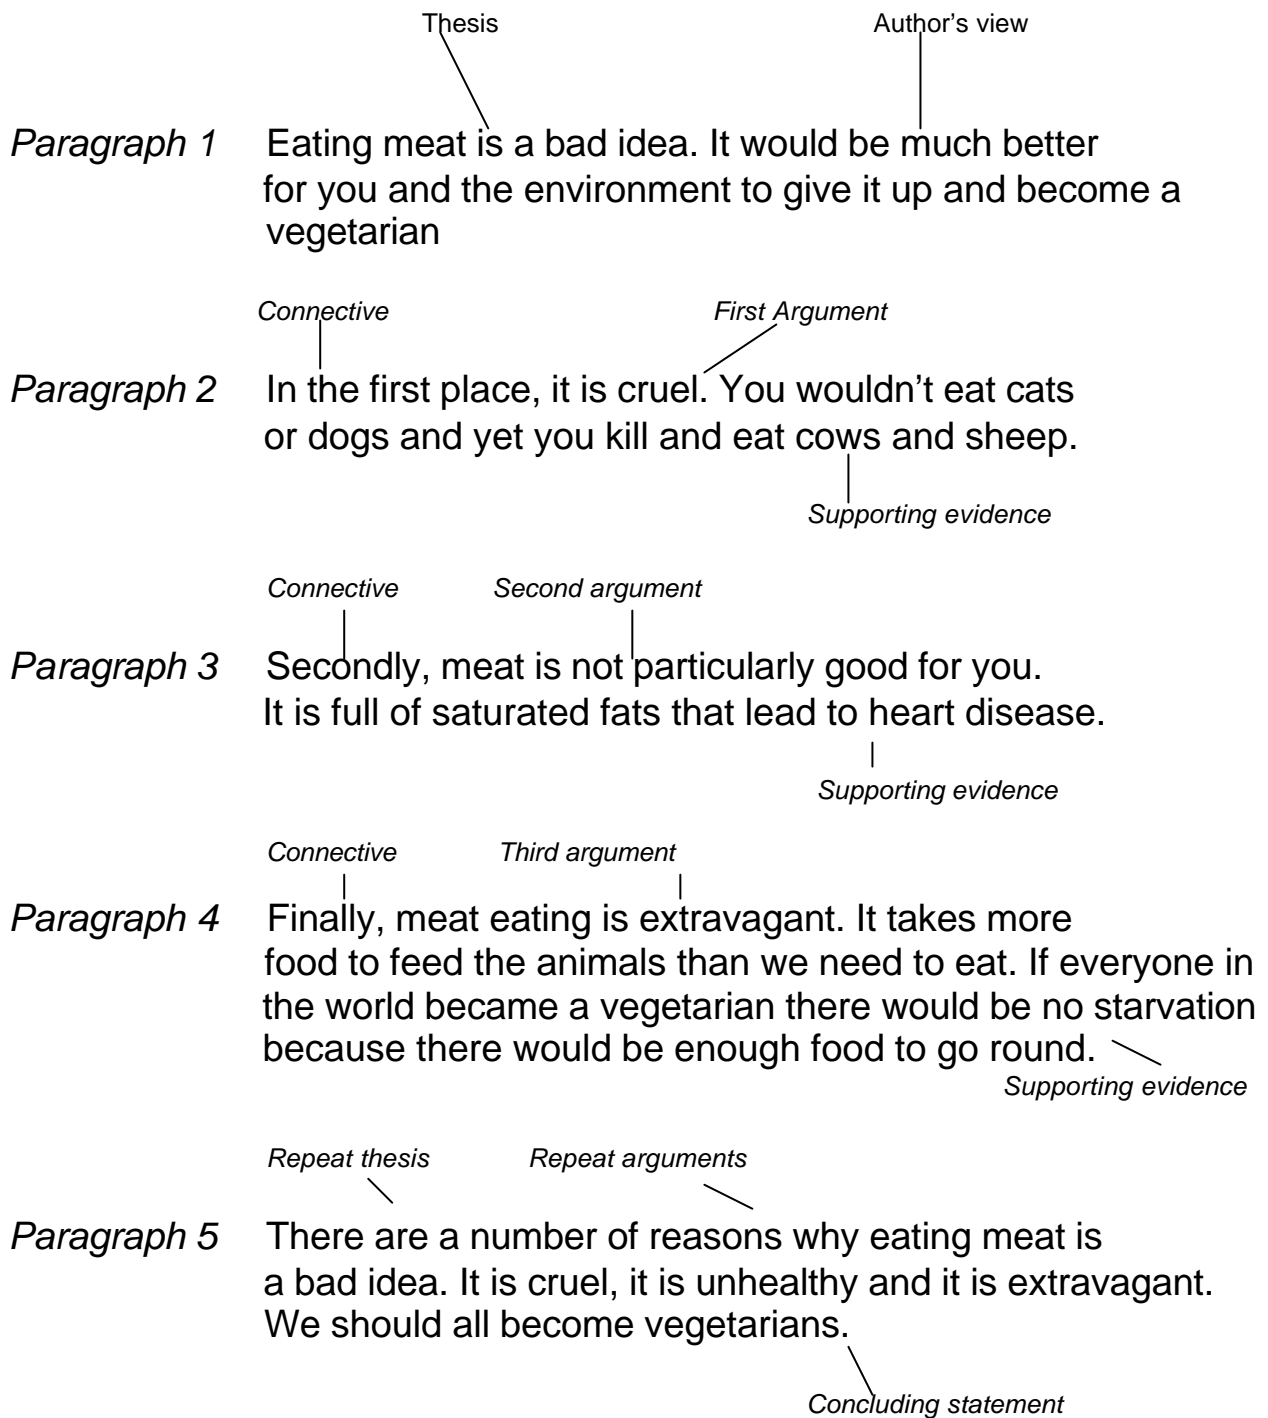 Thesis Author's view
Paragraph 1 Eating meat is a bad idea. It would be much better
for you and the environment to give it up and become a
vegetarian
Connective First Argument
Paragraph 2 In the first place, it is cruel. You wouldn't eat cats
or dogs and yet you kill and eat cows and sheep.
Supporting evidence
Connective Second argument
Paragraph 3 Secondly, meat is not particularly good for you.
It is full of saturated fats that lead to heart disease.
Supporting evidence
Connective Third argument
Paragraph 4 Finally, meat eating is extravagant. It takes more
food to feed the animals than we need to eat. If everyone in
the world became a vegetarian there would be no starvation
because there would be enough food to go round.
Supporting evidence
Repeat thesis Repeat arguments
Paragraph 5 There are a number of reasons why eating meat is
a bad idea. It is cruel, it is unhealthy and it is extravagant.
We should all become vegetarians.
Concluding statement